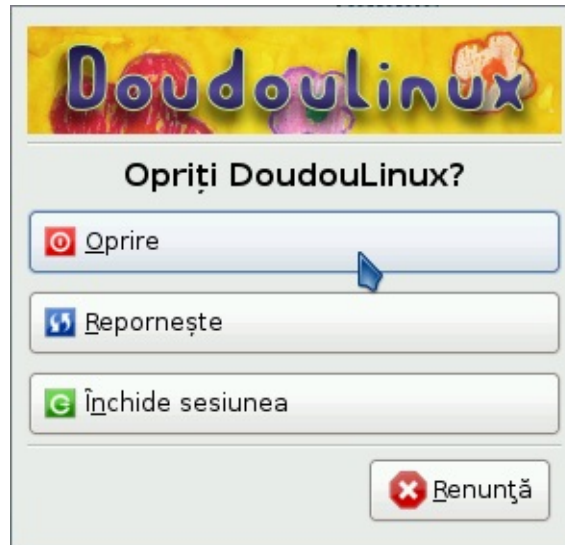 DoudouLinux
Opriți DoudouLinux?
Oprire
Repornește
Închide sesiunea
Renunţă